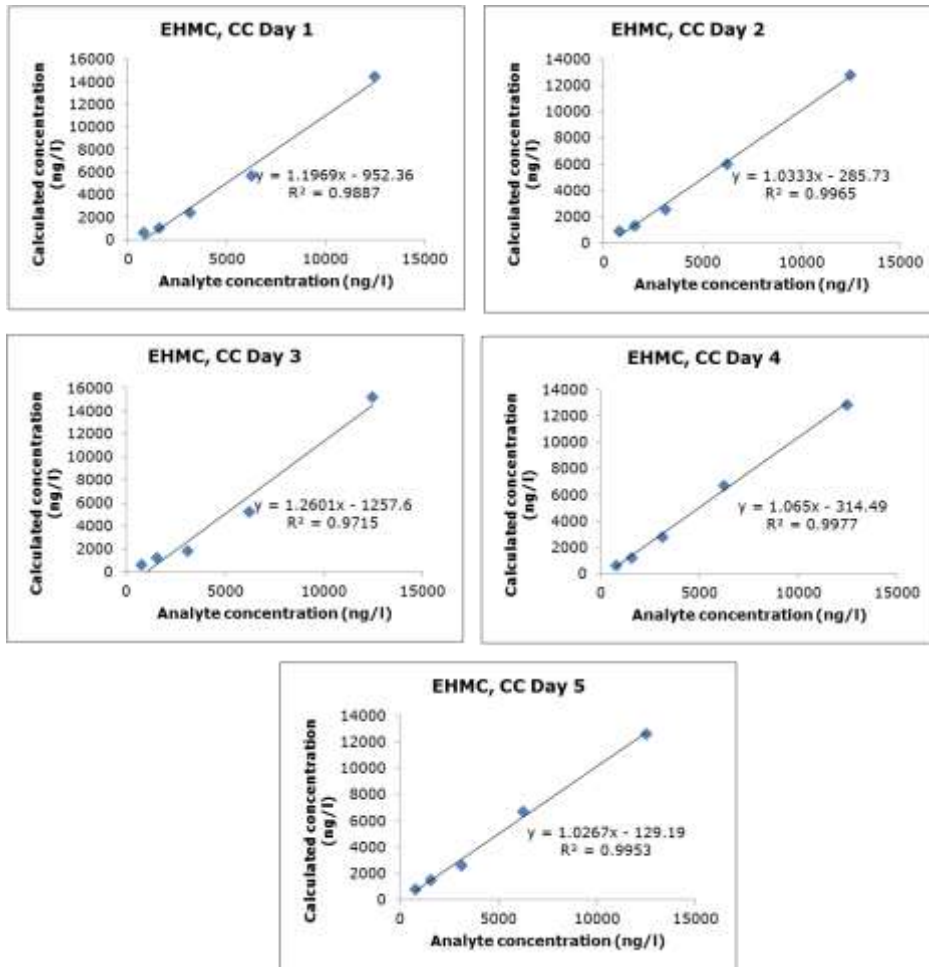 EHMC, CC Day 1
Calculated concentration
(ng/l)
16000
14000
12000
10000
8000
6000
4000
2000
0
y = 1.1969x - 952.36
R² = 0.9887
0 5000 10000 15000
Analyte concentration (ng/l)
EHMC, CC Day 2
Calculated concentration
(ng/l)
14000
12000
10000
8000
6000
4000
2000
0
y = 1.0333x - 285.73
R² = 0.9965
0 5000 10000 15000
Analyte concentration (ng/l)
EHMC, CC Day 3
Calculated concentration
(ng/l)
16000
14000
12000
10000
8000
6000
4000
2000
0
y = 1.2601x - 1257.6
R² = 0.9715
0 5000 10000 15000
Analyte concentration (ng/l)
EHMC, CC Day 4
Calculated concentration
(ng/l)
14000
12000
10000
8000
6000
4000
2000
0
y = 1.065x - 314.49
R² = 0.9977
0 5000 10000 15000
Analyte concentration (ng/l)
EHMC, CC Day 5
Calculated concentration
(ng/l)
14000
12000
10000
8000
6000
4000
2000
0
y = 1.0267x - 129.19
R² = 0.9953
0 5000 10000 15000
Analyte concentration (ng/l)